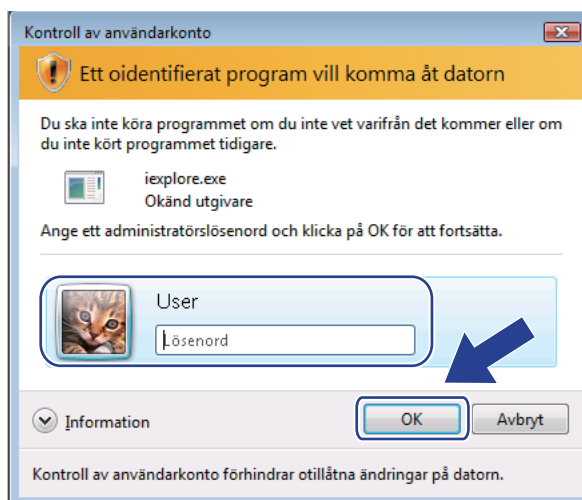 Kontroll av användarkonto
Ett oidentifierat program vill komma åt datorn
Du ska inte köra programmet om du inte vet varifrån det kommer eller om
du inte kört programmet tidigare.
iexplore.exe
Okänd utgivare
Ange ett administratörslösenord och klicka på OK för att fortsätta.
User
Lösenord
Information
OK
Avbryt
Kontroll av användarkonto förhindrar otillåtna ändringar på datorn.